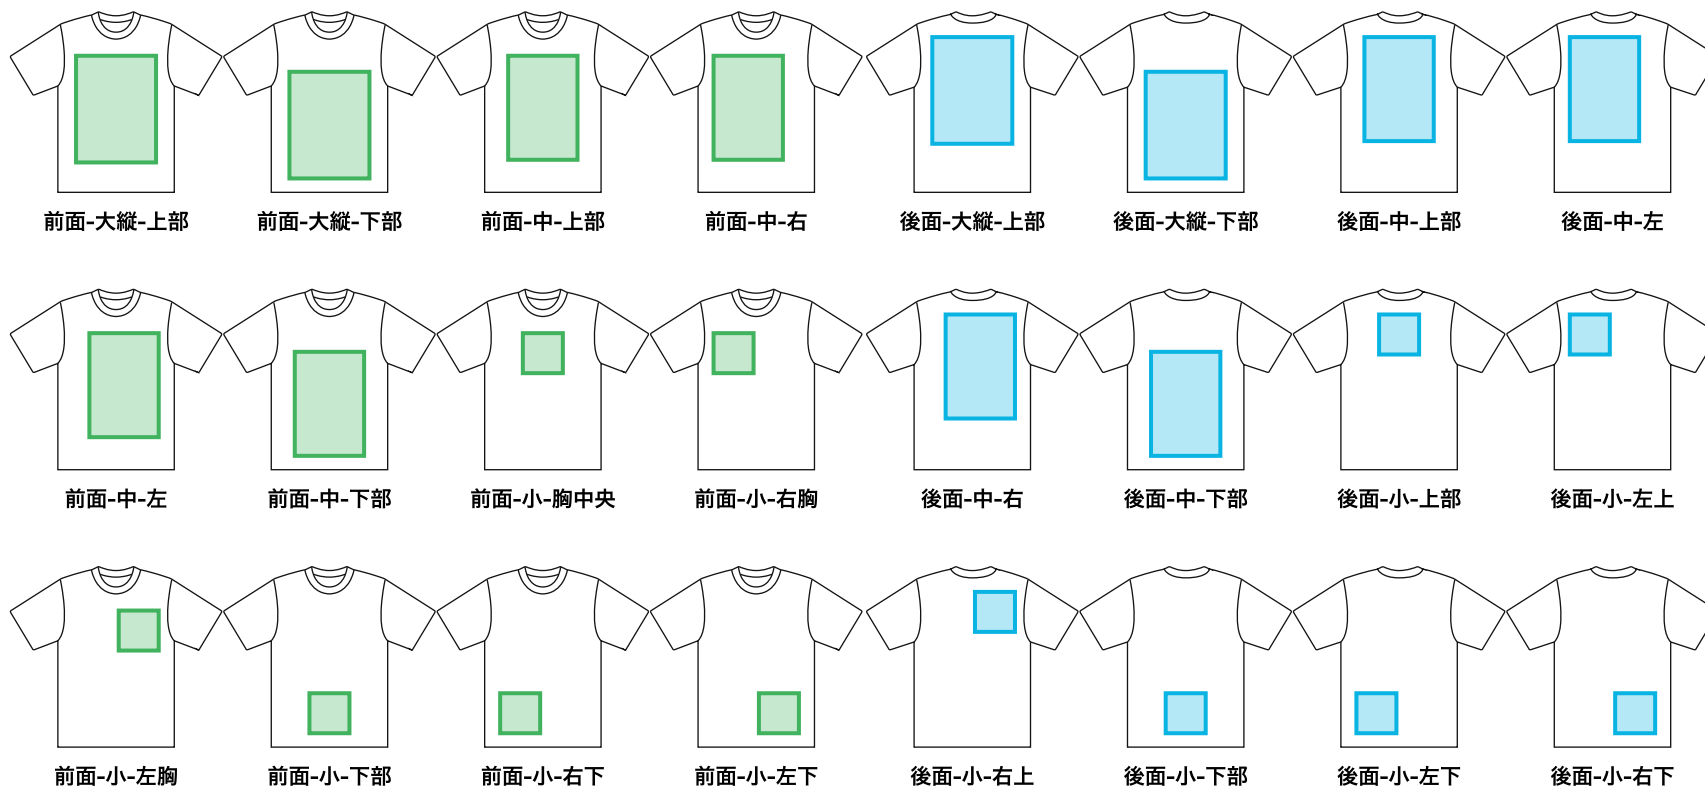 前面-大縦-上部
前面-大縦-下部
前面-中-上部
前面-中-右
後面-大縦-上部
後面-大縦-下部
後面-中-上部
後面-中-左
前面-中-左
前面-中-下部
前面-小-胸中央
前面-小-右胸
後面-中-右
後面-中-下部
後面-小-上部
後面-小-左上
前面-小-左胸
前面-小-下部
前面-小-右下
前面-小-左下
後面-小-右上
後面-小-下部
後面-小-左下
後面-小-右下